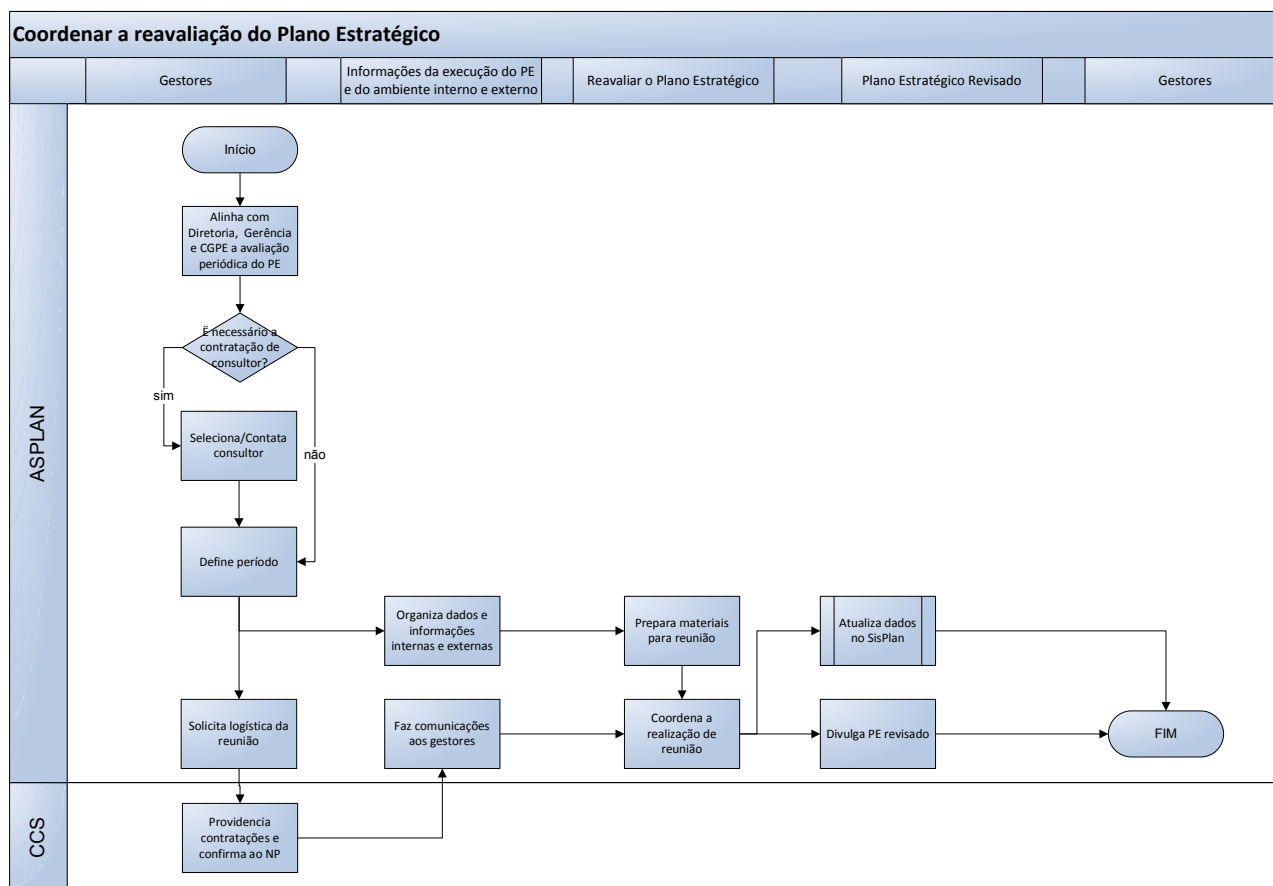 Coordenar a reavaliação do Plano Estratégico
Gestores
Informações da execução do PE
e do ambiente interno e externo
Reavaliar o Plano Estratégico
Plano Estratégico Revisado
Gestores
ASPLAN
Início
Alinha com
Diretoria, Gerência
e CGPE a avaliação
periódica do PE
Ë necessário a
contratação de
consultor?
sim
não
Seleciona/Contata
consultor
Define período
Organiza dados e
informações
internas e externas
Prepara materiais
para reunião
Atualiza dados
no SisPlan
Solicita logística da
reunião
Faz comunicações
aos gestores
Coordena a
realização de
reunião
Divulga PE revisado
FIM
CCS
Providencia
contratações e
confirma ao NP